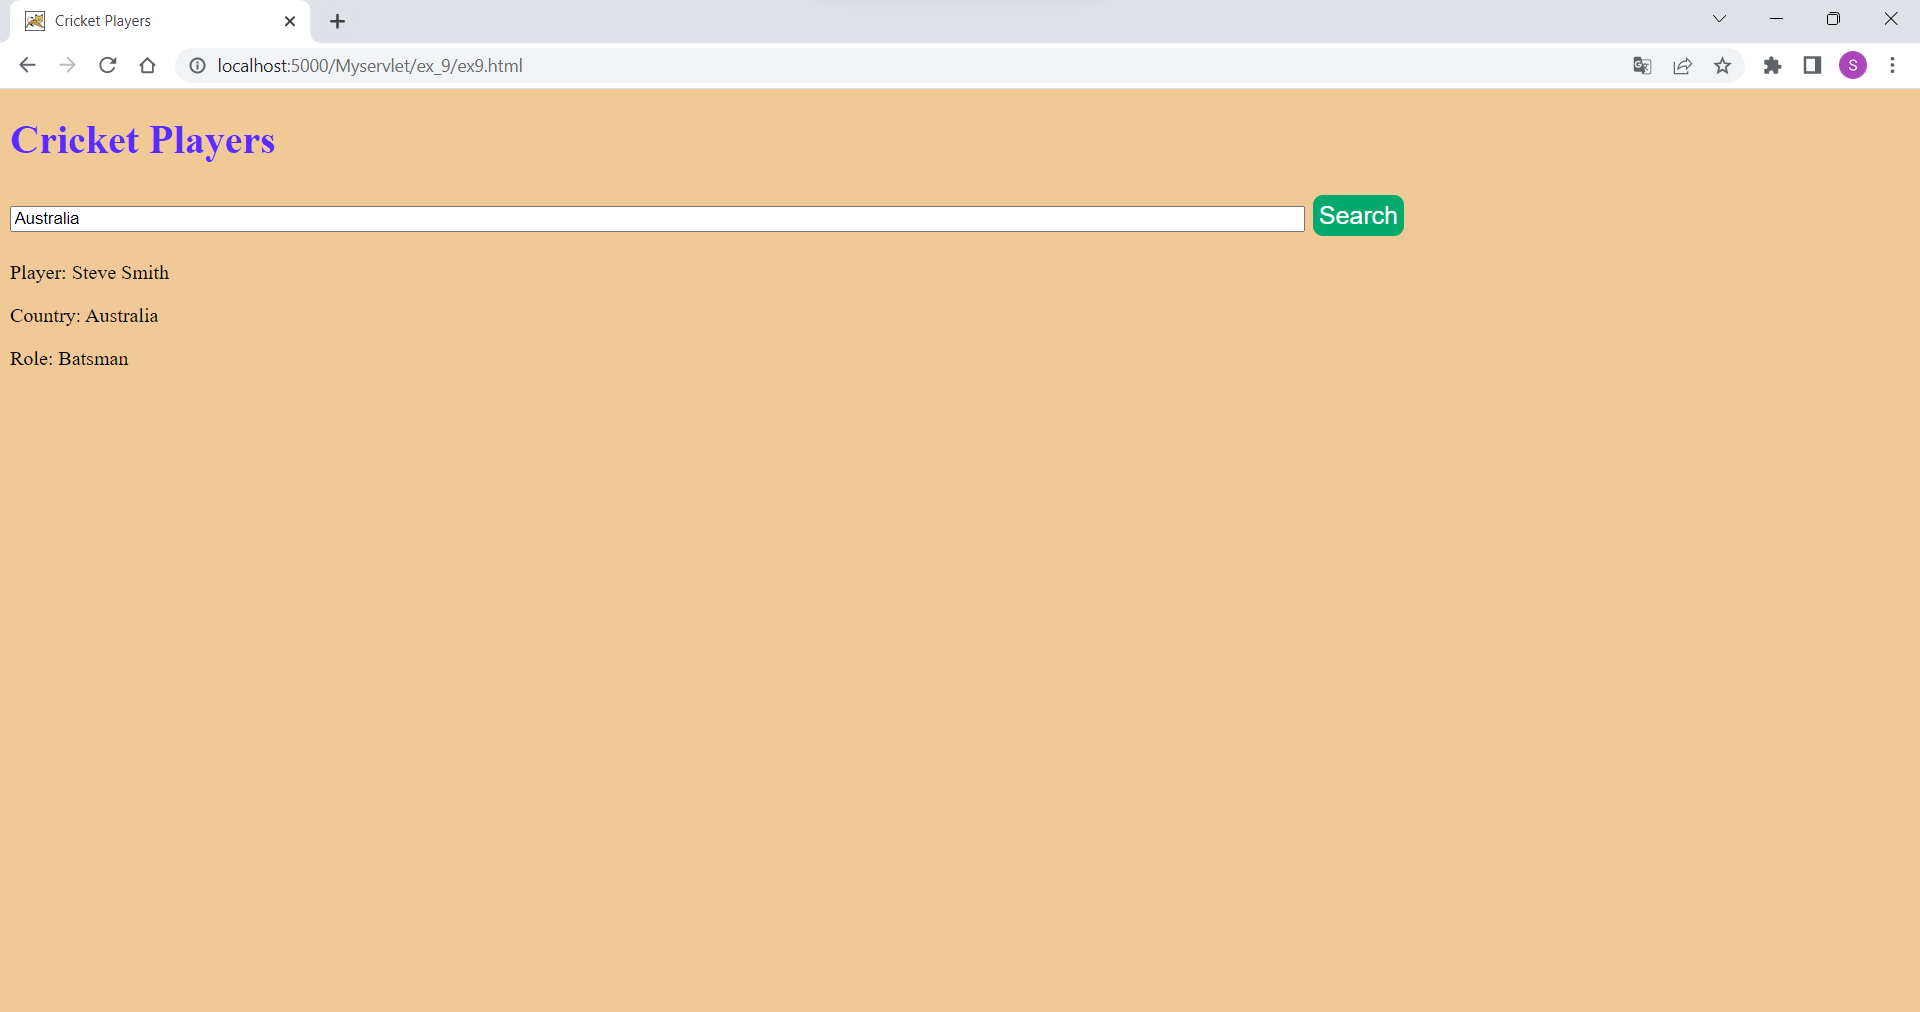 Cricket Players
localhost:5000/Myservlet/ex_9/ex9.html
S
Cricket Players
Australia
Search
Player: Steve Smith
Country: Australia
Role: Batsman